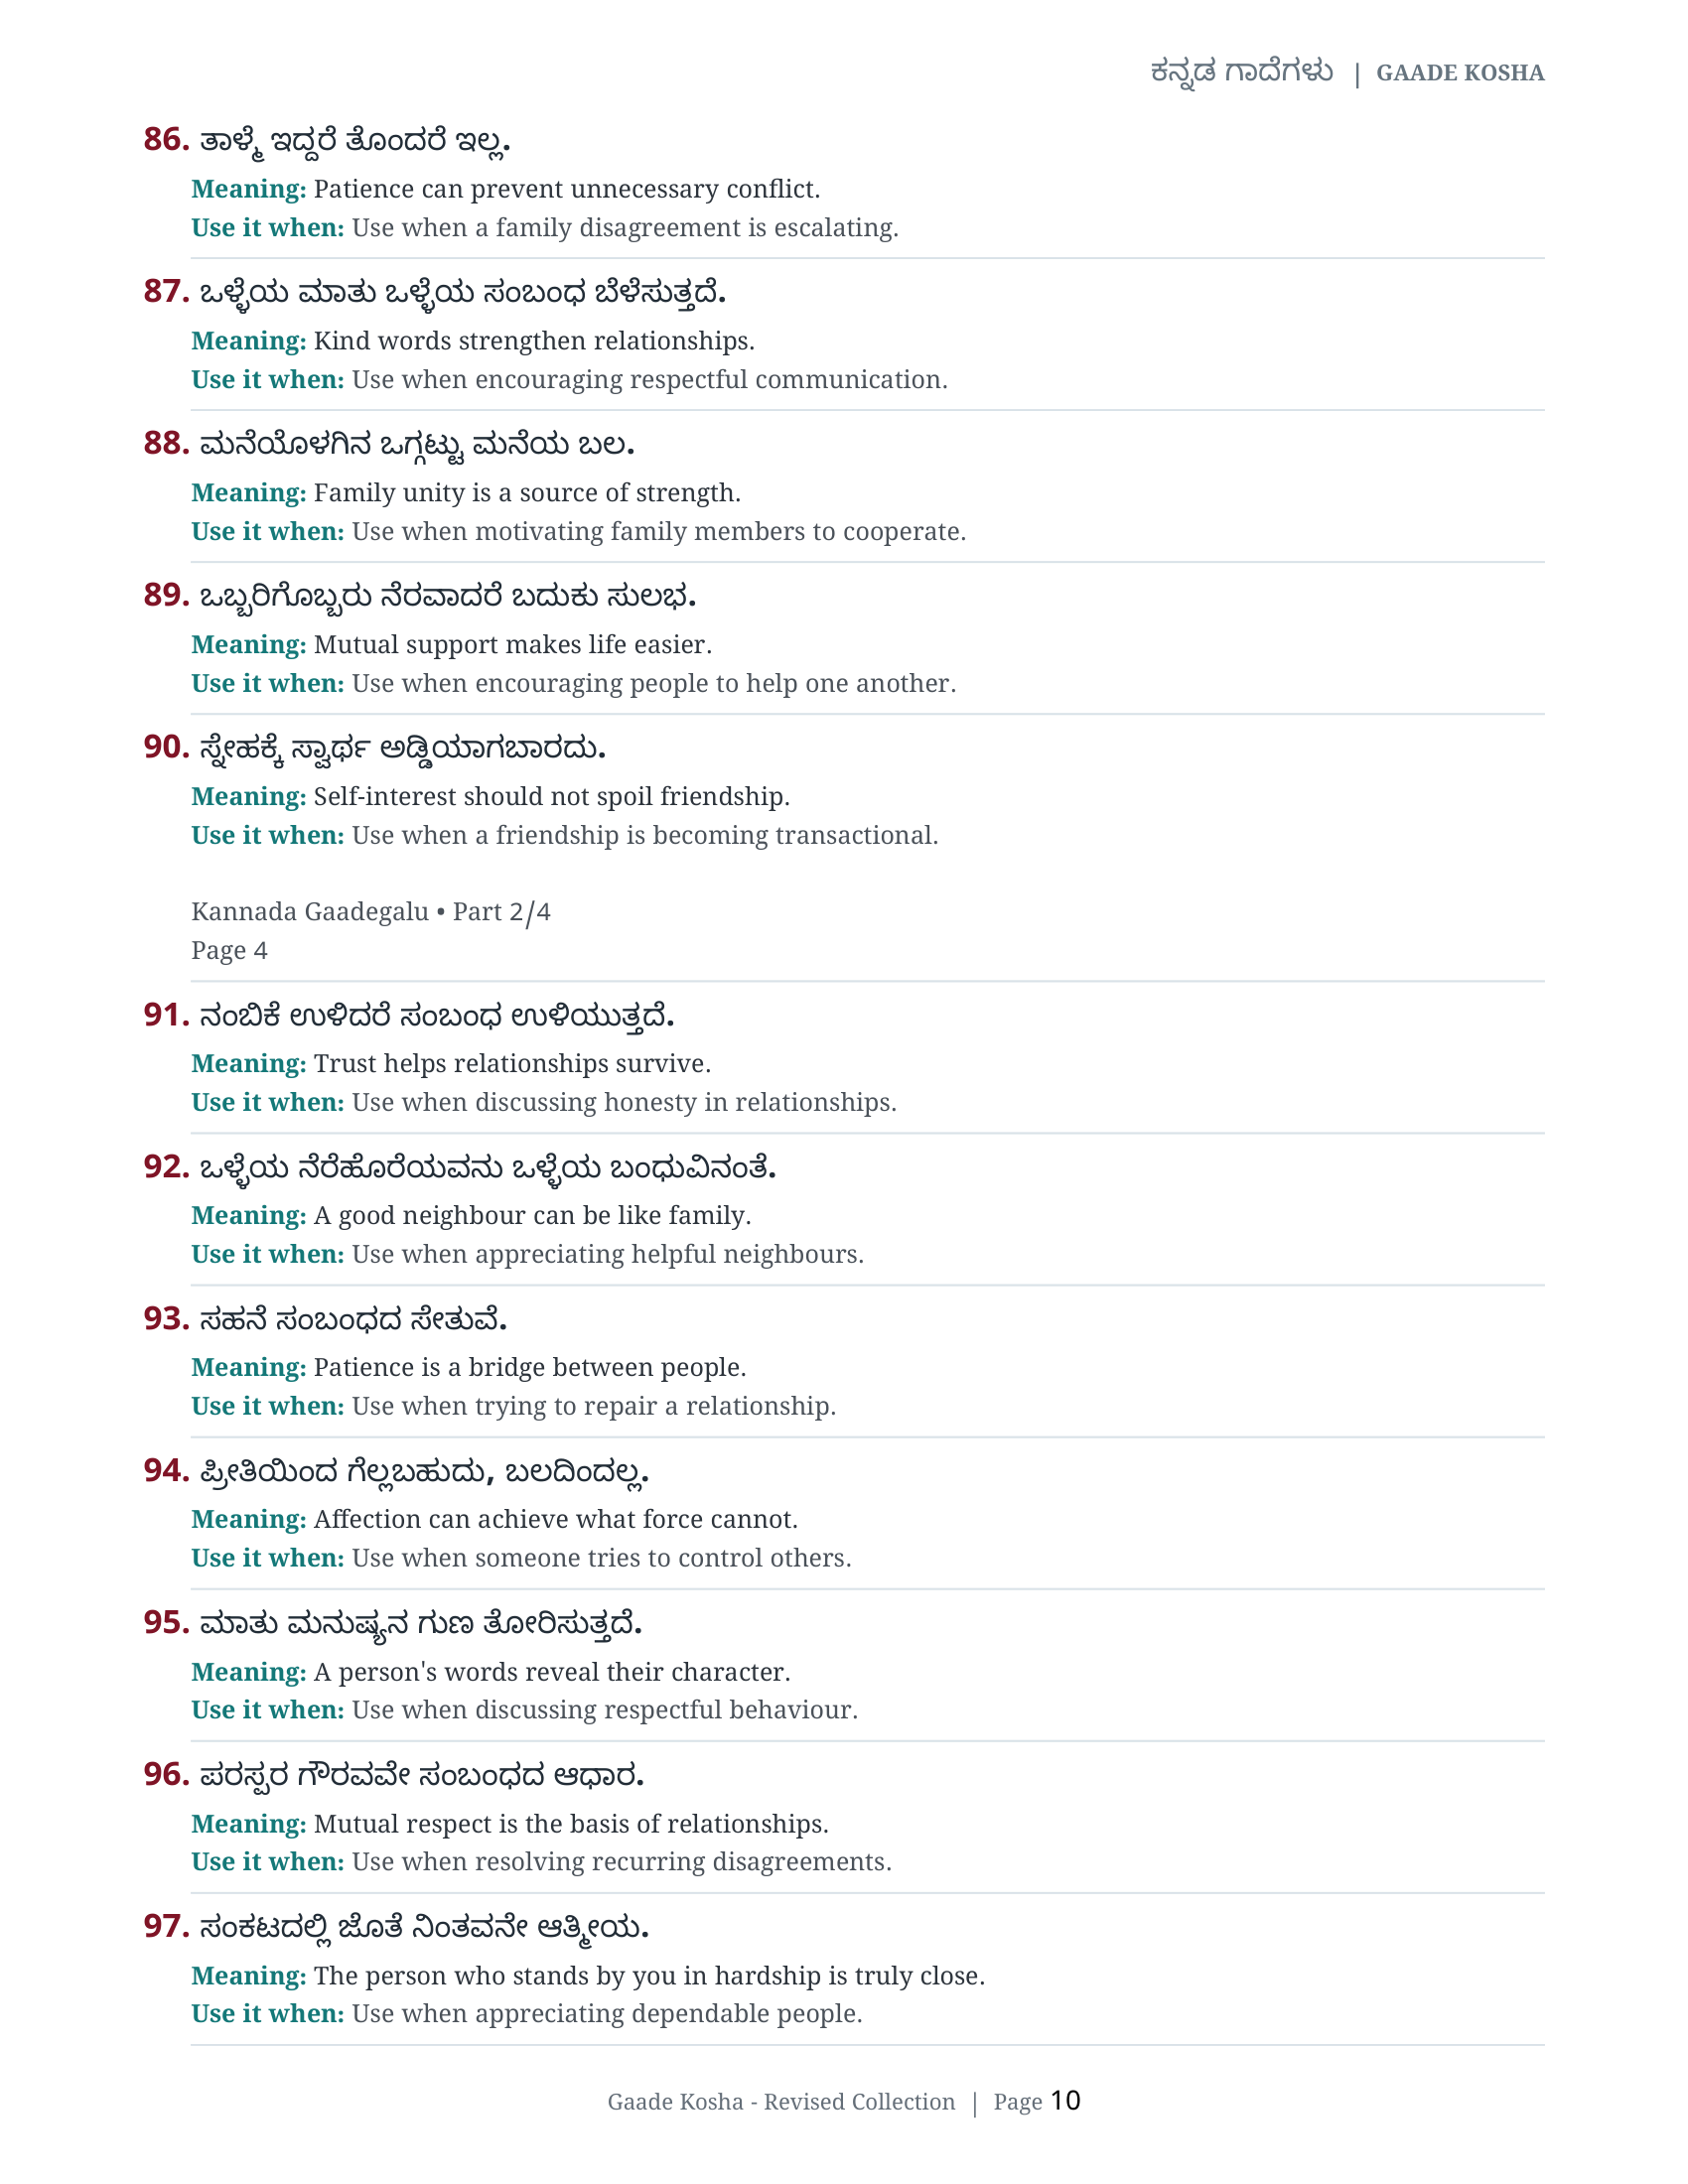 ಕನ್ನಡ ಗಾದೆಗಳು | GAADE KOSHA
86. ತಾಳ್ಮೆ ಇದ್ದರೆ ತೊಂದರೆ ಇಲ್ಲ.
Meaning: Patience can prevent unnecessary conflict.
Use it when: Use when a family disagreement is escalating.
87. ಒಳ್ಳೆಯ ಮಾತು ಒಳ್ಳೆಯ ಸಂಬಂಧ ಬೆಳೆಸುತ್ತದೆ.
Meaning: Kind words strengthen relationships.
Use it when: Use when encouraging respectful communication.
88. ಮನೆಯೊಳಗಿನ ಒಗ್ಗಟ್ಟು ಮನೆಯ ಬಲ.
Meaning: Family unity is a source of strength.
Use it when: Use when motivating family members to cooperate.
89. ಒಬ್ಬರಿಗೊಬ್ಬರು ನೆರವಾದರೆ ಬದುಕು ಸುಲಭ.
Meaning: Mutual support makes life easier.
Use it when: Use when encouraging people to help one another.
90. ಸ್ನೇಹಕ್ಕೆ ಸ್ವಾರ್ಥ ಅಡ್ಡಿಯಾಗಬಾರದು.
Meaning: Self-interest should not spoil friendship.
Use it when: Use when a friendship is becoming transactional.
Kannada Gaadegalu • Part 2/4
Page 4
91. ನಂಬಿಕೆ ಉಳಿದರೆ ಸಂಬಂಧ ಉಳಿಯುತ್ತದೆ.
Meaning: Trust helps relationships survive.
Use it when: Use when discussing honesty in relationships.
92. ಒಳ್ಳೆಯ ನೆರೆಹೊರೆಯವನು ಒಳ್ಳೆಯ ಬಂಧುವಿನಂತೆ.
Meaning: A good neighbour can be like family.
Use it when: Use when appreciating helpful neighbours.
93. ಸಹನೆ ಸಂಬಂಧದ ಸೇತುವೆ.
Meaning: Patience is a bridge between people.
Use it when: Use when trying to repair a relationship.
94. ಪ್ರೀತಿಯಿಂದ ಗೆಲ್ಲಬಹುದು, ಬಲದಿಂದಲ್ಲ.
Meaning: Affection can achieve what force cannot.
Use it when: Use when someone tries to control others.
95. ಮಾತು ಮನುಷ್ಯನ ಗುಣ ತೋರಿಸುತ್ತದೆ.
Meaning: A person's words reveal their character.
Use it when: Use when discussing respectful behaviour.
96. ಪರಸ್ಪರ ಗೌರವವೇ ಸಂಬಂಧದ ಆಧಾರ.
Meaning: Mutual respect is the basis of relationships.
Use it when: Use when resolving recurring disagreements.
97. ಸಂಕಟದಲ್ಲಿ ಜೊತೆ ನಿಂತವನೇ ಆತ್ಮೀಯ.
Meaning: The person who stands by you in hardship is truly close.
Use it when: Use when appreciating dependable people.
Gaade Kosha - Revised Collection | Page 10